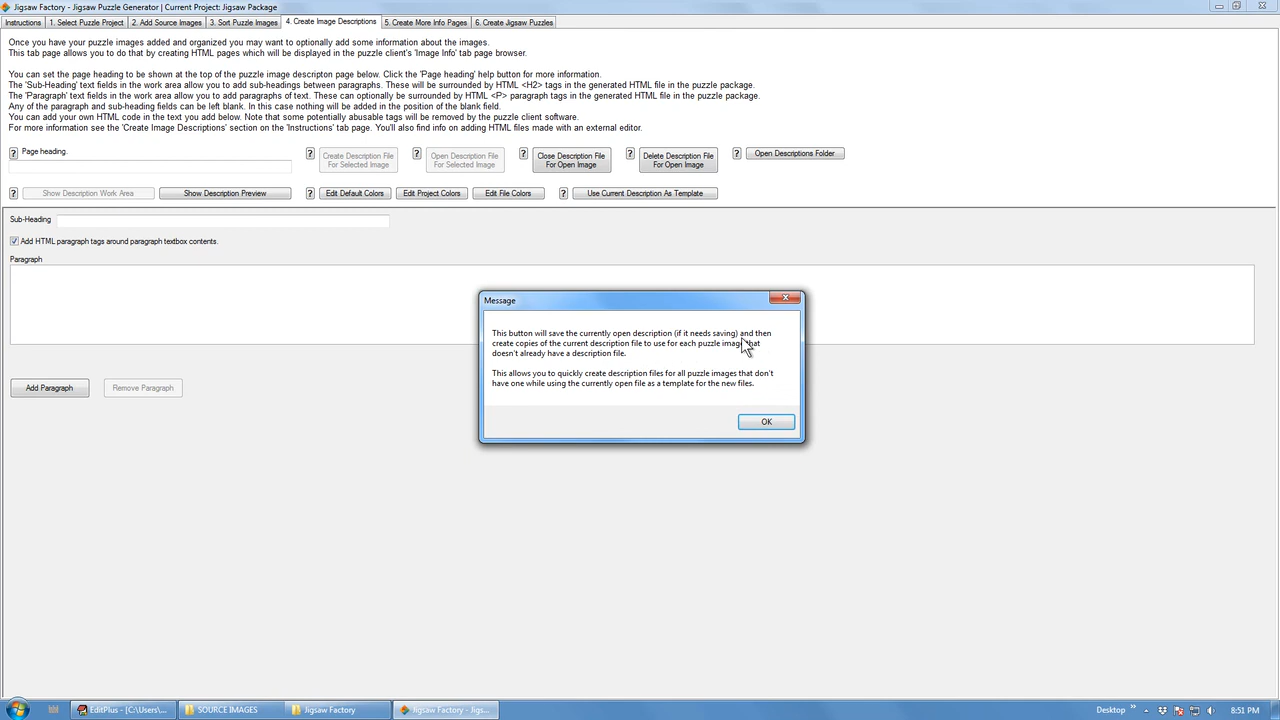 Jigsaw Factory - Jigsaw Puzzle Generator | Current Project: Jigsaw Package
Instructions 1. Select Puzzle Project 2. Add Source Images 3. Sort Puzzle Images 4. Create Image Descriptions 5. Create More Info Pages 6. Create Jigsaw Puzzles
Once you have your puzzle images added and organized you may want to optionally add some information about the images.
This tab page allows you to do that by creating HTML pages which will be displayed in the puzzle client's 'Image Info' tab page browser.
You can set the page heading to be shown at the top of the puzzle image descripton page below. Click the 'Page heading' help button for more information.
The 'Sub-Heading' text fields in the work area allow you to add sub-headings between paragraphs. These will be surrounded by HTML <H2> tags in the generated HTML file in the puzzle package.
The 'Paragraph' text fields in the work area allow you to add paragraphs of text. These can optionally be surrounded by HTML <P> paragraph tags in the generated HTML file in the puzzle package.
Any of the paragraph and sub-heading fields can be left blank. In this case nothing will be added in the position of the blank field.
You can add your own HTML code in the text you add below. Note that some potentially abusable tags will be removed by the puzzle client software.
For more information see the 'Create Image Descriptions' section on the 'Instructions' tab page. You'll also find info on adding HTML files made with an external editor.
? Page heading. ? Create Description File ? Open Description File ? Close Description File ? Delete Description File ? Open Descriptions Folder
For Selected Image For Selected Image For Open Image For Open Image
? Show Description Work Area Show Description Preview ? Edit Default Colors Edit Project Colors Edit File Colors ? Use Current Description As Template
Sub-Heading
Add HTML paragraph tags around paragraph textbox contents.
Paragraph
Message
This button will save the currently open description (if it needs saving) and then
create copies of the current description file to use for each puzzle image that
doesn't already have a description file.
This allows you to quickly create description files for all puzzle images that don't
have one while using the currently open file as a template for the new files.
OK
Add Paragraph Remove Paragraph
EditPlus - [C:\Users\... SOURCE IMAGES Jigsaw Factory Jigsaw Factory - Jigs... Desktop 8:51 PM